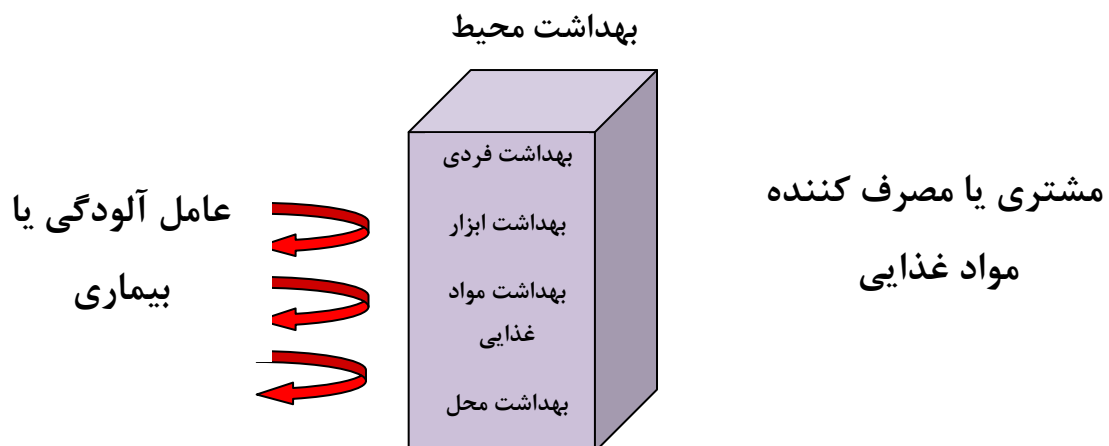 بهداشت محیط
مشتری یا مصرف کننده
مواد غذایی
بهداشت فردی
بهداشت ابزار
بهداشت مواد
غذایی
بهداشت محل
عامل آلودگی یا
بیماری